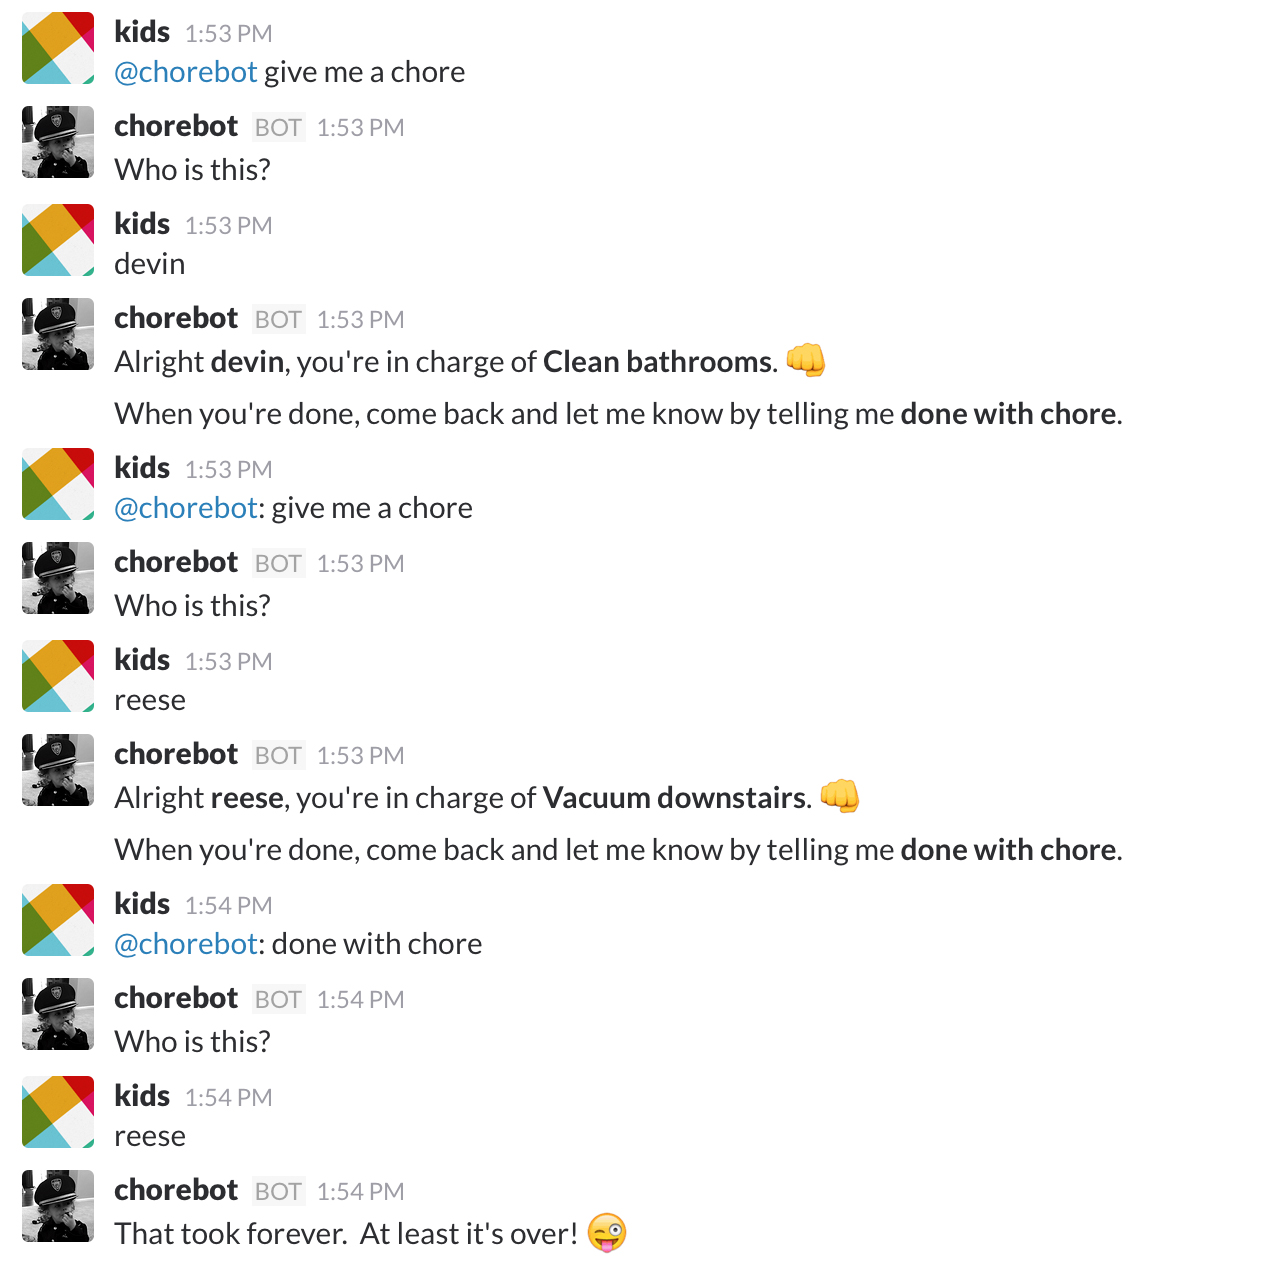 kids 1:53 PM
@chorebot give me a chore
chorebot BOT 1:53 PM
Who is this?
kids 1:53 PM
devin
chorebot BOT 1:53 PM
Alright devin, you're in charge of Clean bathrooms. 👊
When you're done, come back and let me know by telling me done with chore.
kids 1:53 PM
@chorebot: give me a chore
chorebot BOT 1:53 PM
Who is this?
kids 1:53 PM
reese
chorebot BOT 1:53 PM
Alright reese, you're in charge of Vacuum downstairs. 👊
When you're done, come back and let me know by telling me done with chore.
kids 1:54 PM
@chorebot: done with chore
chorebot BOT 1:54 PM
Who is this?
kids 1:54 PM
reese
chorebot BOT 1:54 PM
That took forever.  At least it's over! 😜